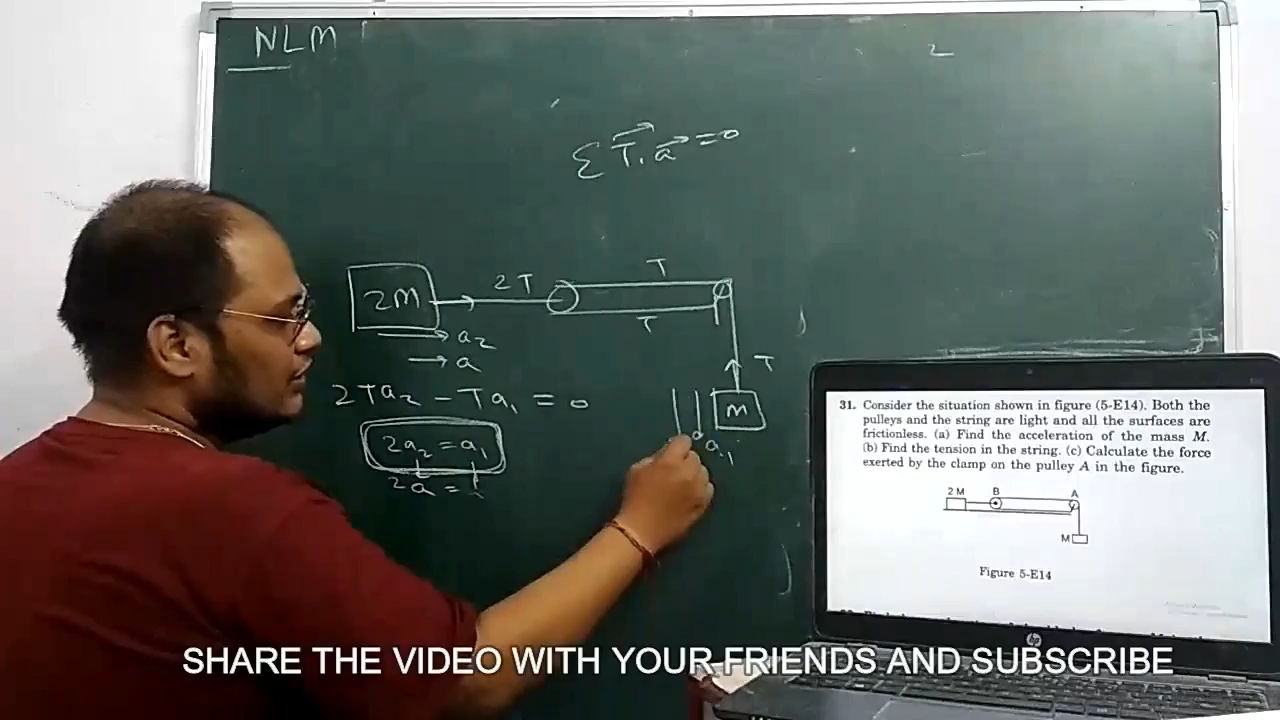 NLM
Σ T⃗.a⃗ = 0
2M
2T
T
T
T
a₂
a
M
a₁
2Ta₂ - Ta₁ = 0
2a₂ = a₁
2a =
31. Consider the situation shown in figure (5-E14). Both the
pulleys and the string are light and all the surfaces are
frictionless. (a) Find the acceleration of the mass M.
(b) Find the tension in the string. (c) Calculate the force
exerted by the clamp on the pulley A in the figure.
2 M B A
M
Figure 5-E14
hp
SHARE THE VIDEO WITH YOUR FRIENDS AND SUBSCRIBE